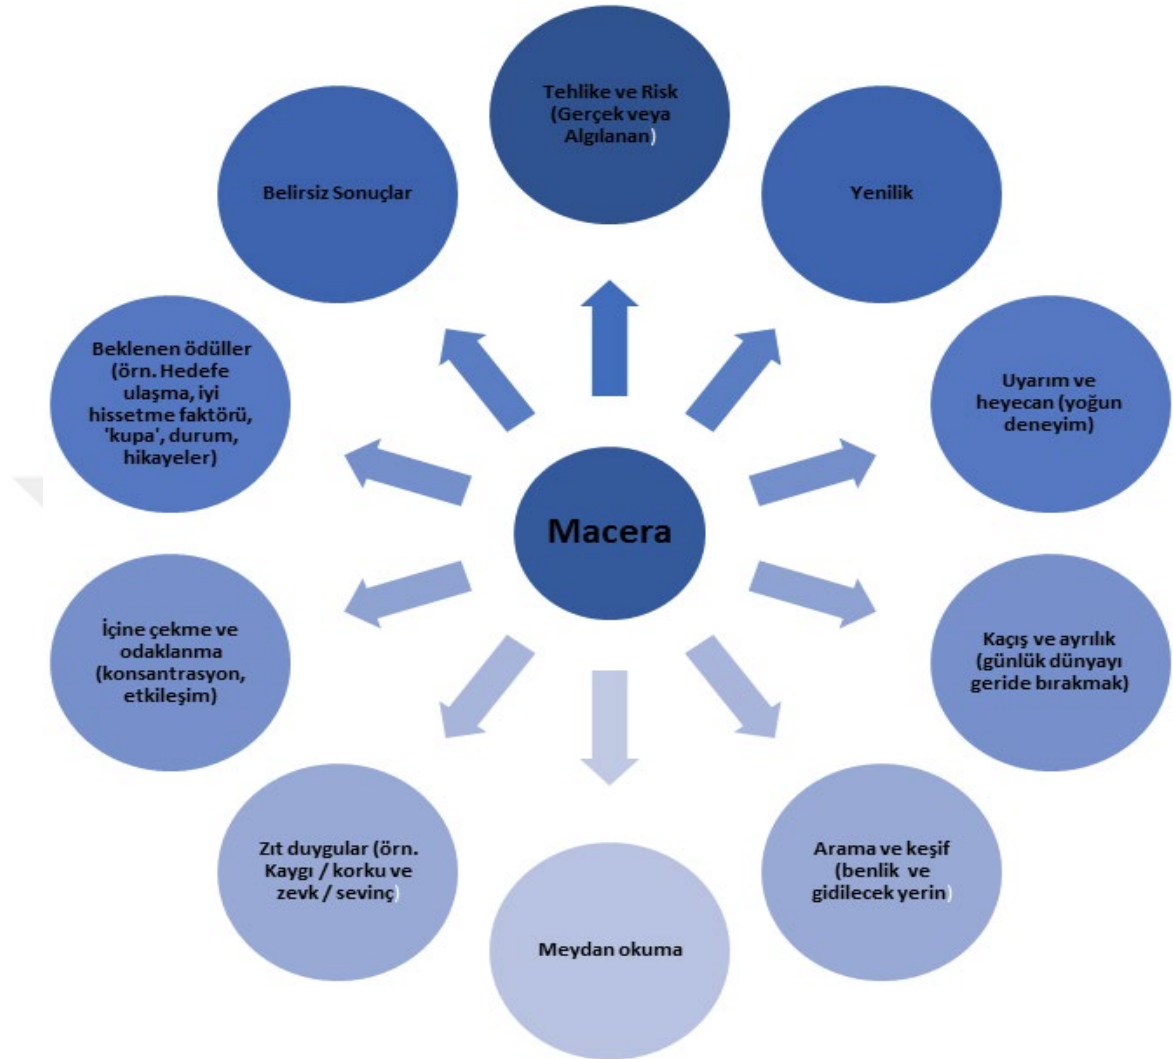 Tehlike ve Risk
(Gerçek veya
Algılanan)
Yenilik
Uyarım ve
heyecan (yoğun
deneyim)
Kaçış ve ayrılık
(günlük dünyayı
geride bırakmak)
Arama ve keşif
(benlik ve
gidilecek yerin)
Meydan okuma
Zıt duygular (örn.
Kaygı / korku ve
zevk / sevinç)
İçine çekme ve
odaklanma
(konsantrasyon,
etkileşim)
Beklenen ödüller
(örn. Hedefe
ulaşma, iyi
hissetme faktörü,
'kupa', durum,
hikayeler)
Belirsiz Sonuçlar
Macera